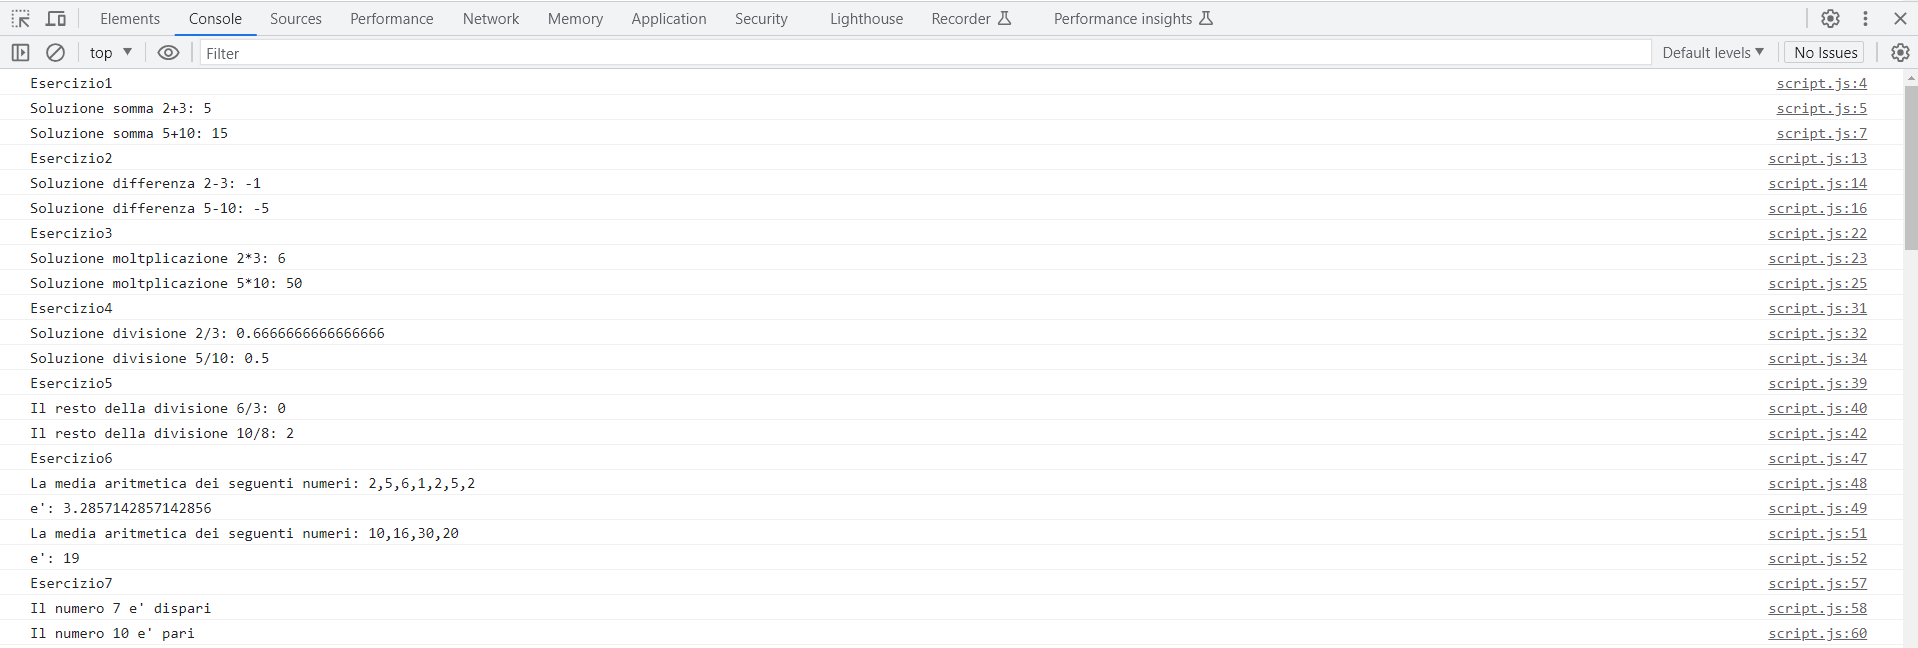 Elements Console Sources Performance Network Memory Application Security Lighthouse Recorder Performance insights
top Filter Default levels No Issues
Esercizio1 script.js:4
Soluzione somma 2+3: 5 script.js:5
Soluzione somma 5+10: 15 script.js:7
Esercizio2 script.js:13
Soluzione differenza 2-3: -1 script.js:14
Soluzione differenza 5-10: -5 script.js:16
Esercizio3 script.js:22
Soluzione moltplicazione 2*3: 6 script.js:23
Soluzione moltplicazione 5*10: 50 script.js:25
Esercizio4 script.js:31
Soluzione divisione 2/3: 0.6666666666666666 script.js:32
Soluzione divisione 5/10: 0.5 script.js:34
Esercizio5 script.js:39
Il resto della divisione 6/3: 0 script.js:40
Il resto della divisione 10/8: 2 script.js:42
Esercizio6 script.js:47
La media aritmetica dei seguenti numeri: 2,5,6,1,2,5,2 script.js:48
e': 3.2857142857142856 script.js:49
La media aritmetica dei seguenti numeri: 10,16,30,20 script.js:51
e': 19 script.js:52
Esercizio7 script.js:57
Il numero 7 e' dispari script.js:58
Il numero 10 e' pari script.js:60